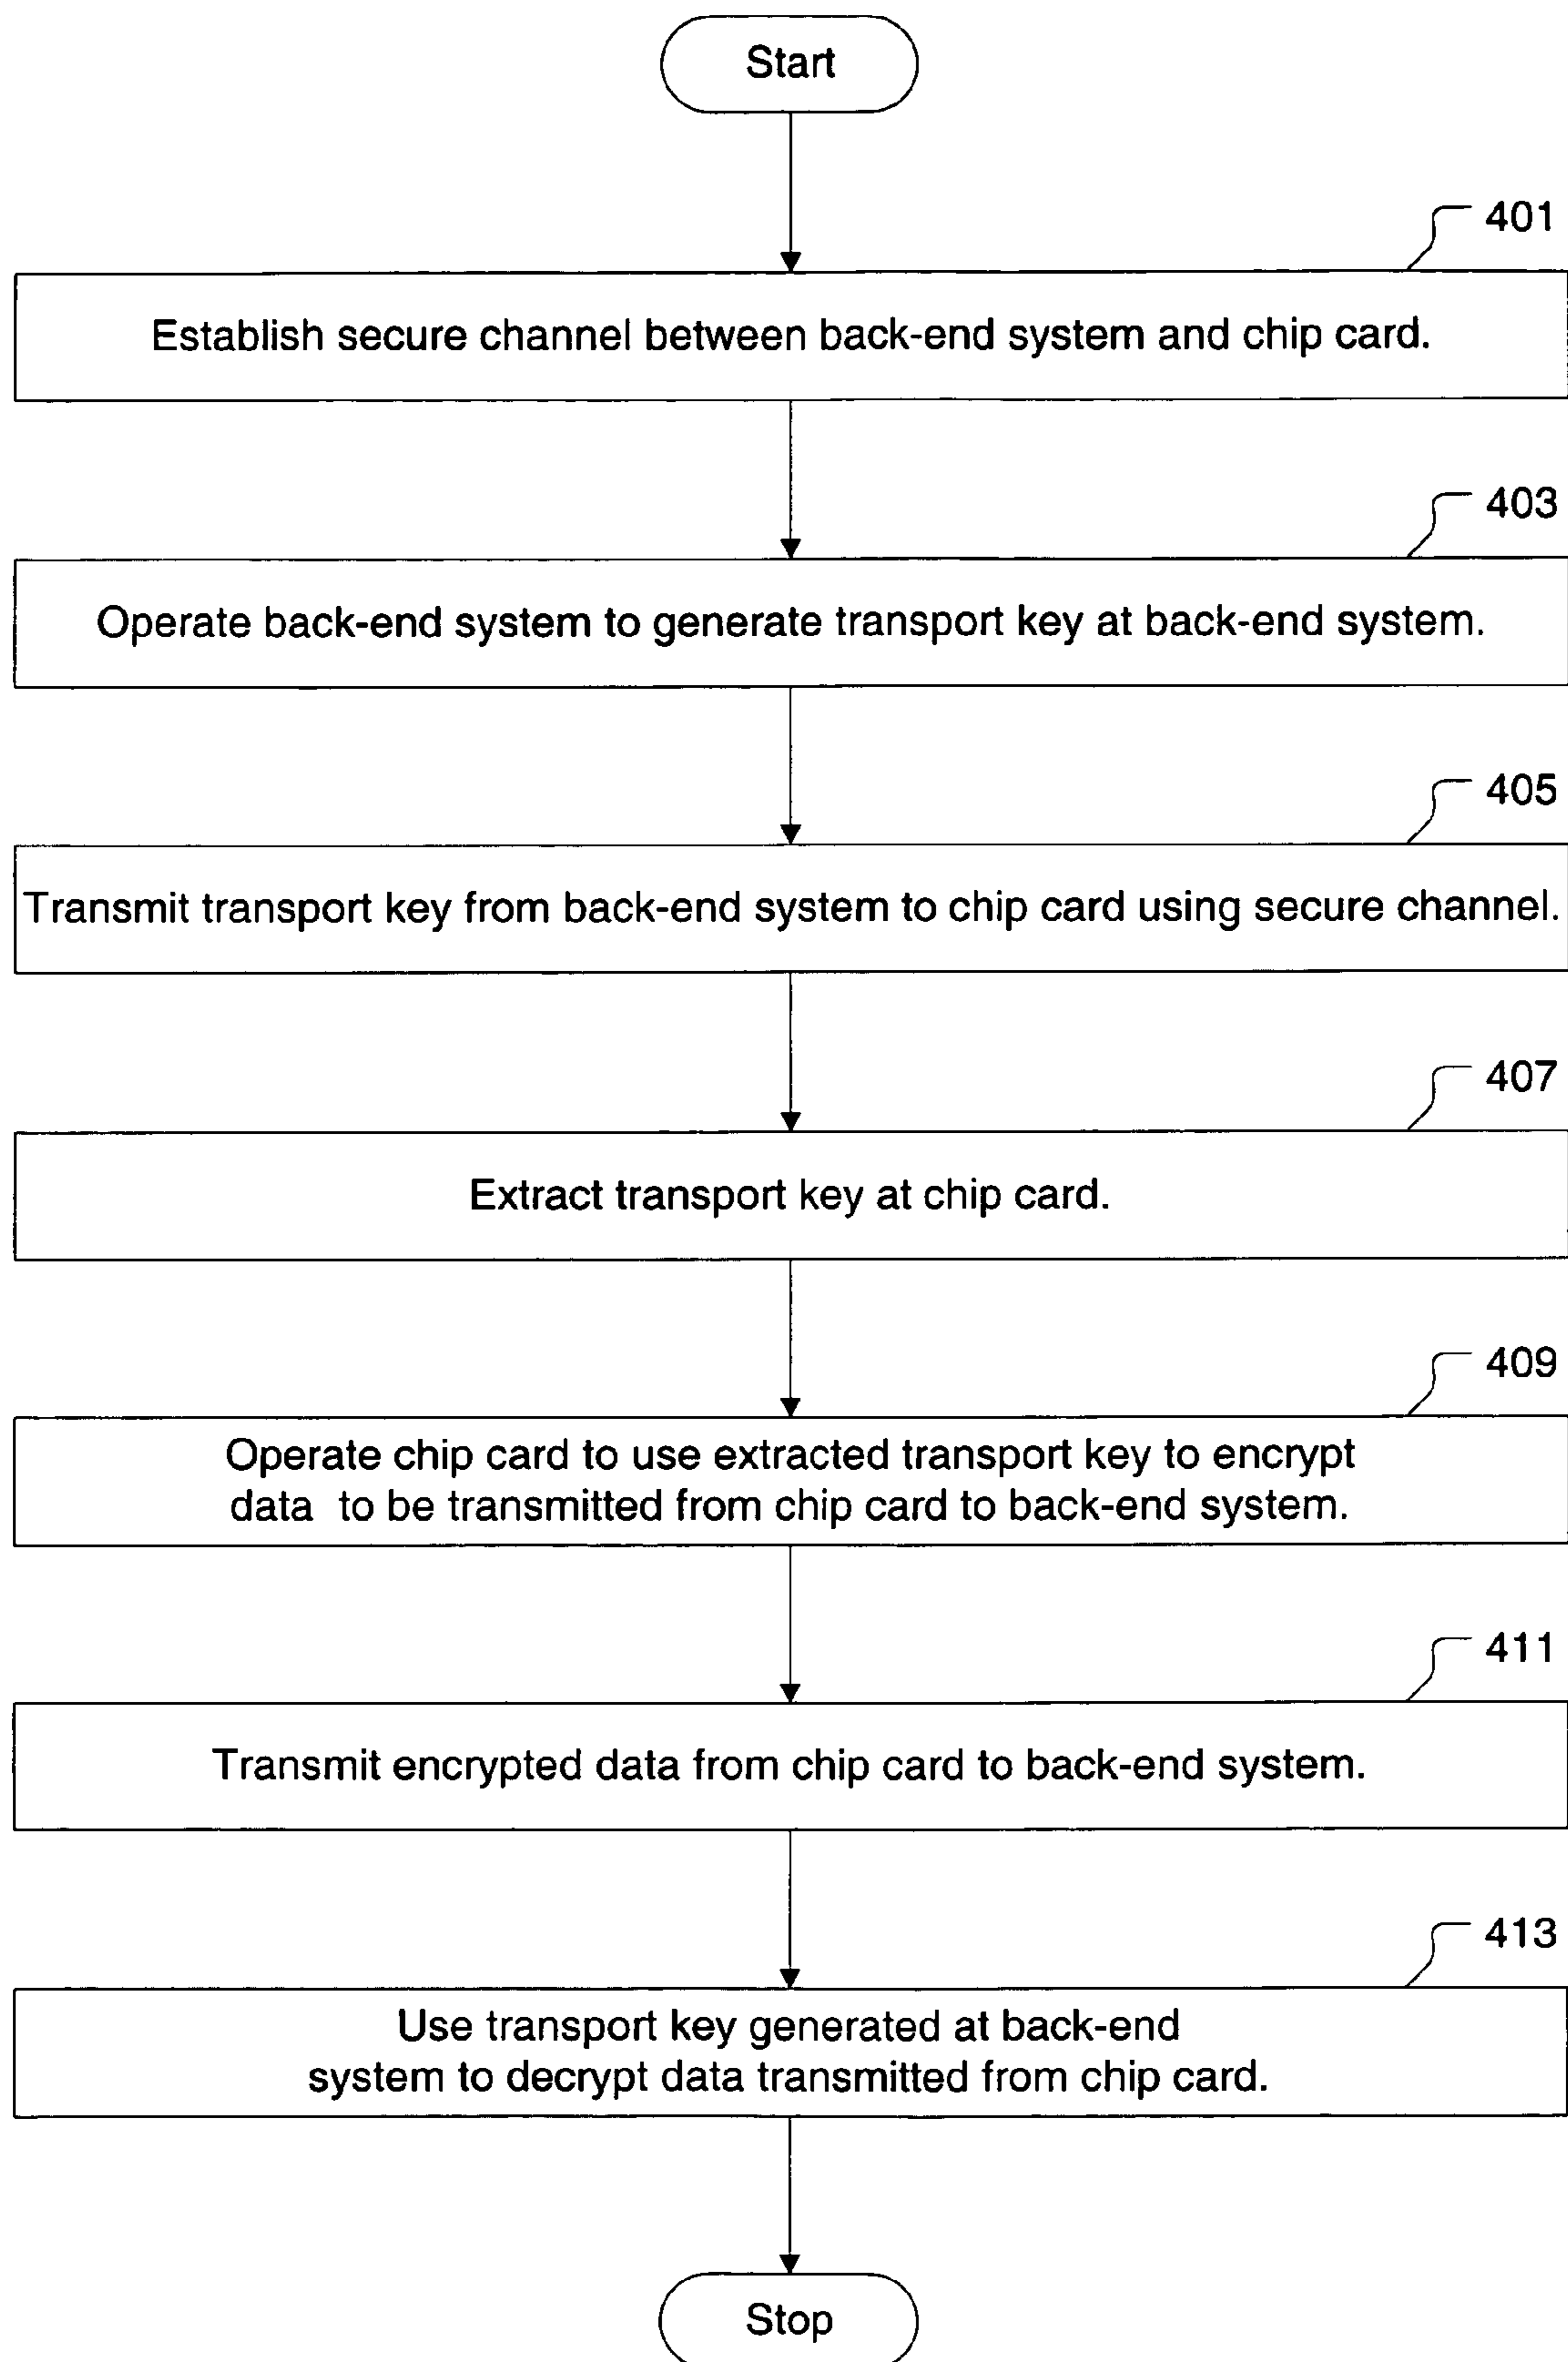 Start
401
Establish secure channel between back-end system and chip card.
403
Operate back-end system to generate transport key at back-end system.
405
Transmit transport key from back-end system to chip card using secure channel.
407
Extract transport key at chip card.
409
Operate chip card to use extracted transport key to encrypt
data to be transmitted from chip card to back-end system.
411
Transmit encrypted data from chip card to back-end system.
413
Use transport key generated at back-end
system to decrypt data transmitted from chip card.
Stop